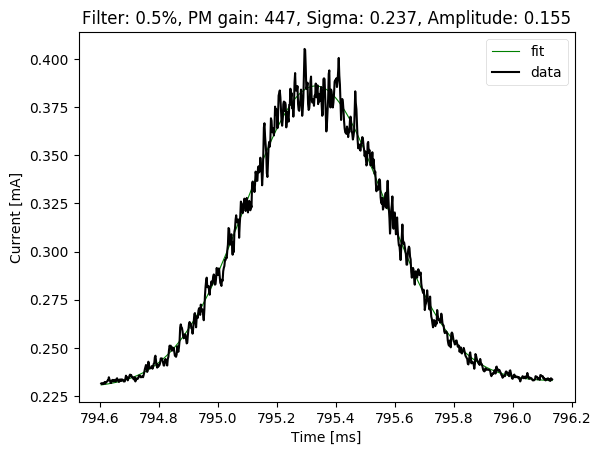 Filter: 0.5%, PM gain: 447, Sigma: 0.237, Amplitude: 0.155
fit
data
0.400
0.375
0.350
0.325
0.300
0.275
0.250
0.225
Current [mA]
794.6 794.8 795.0 795.2 795.4 795.6 795.8 796.0 796.2
Time [ms]